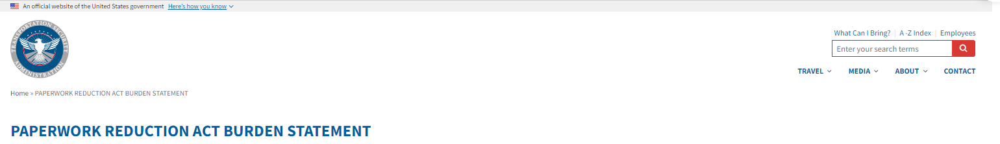 An official website of the United States government Here's how you know
TRANSPORTATION SECURITY
ADMINISTRATION
What Can I Bring? | A -Z Index | Employees
Enter your search terms
TRAVEL MEDIA ABOUT CONTACT
Home » PAPERWORK REDUCTION ACT BURDEN STATEMENT
PAPERWORK REDUCTION ACT BURDEN STATEMENT